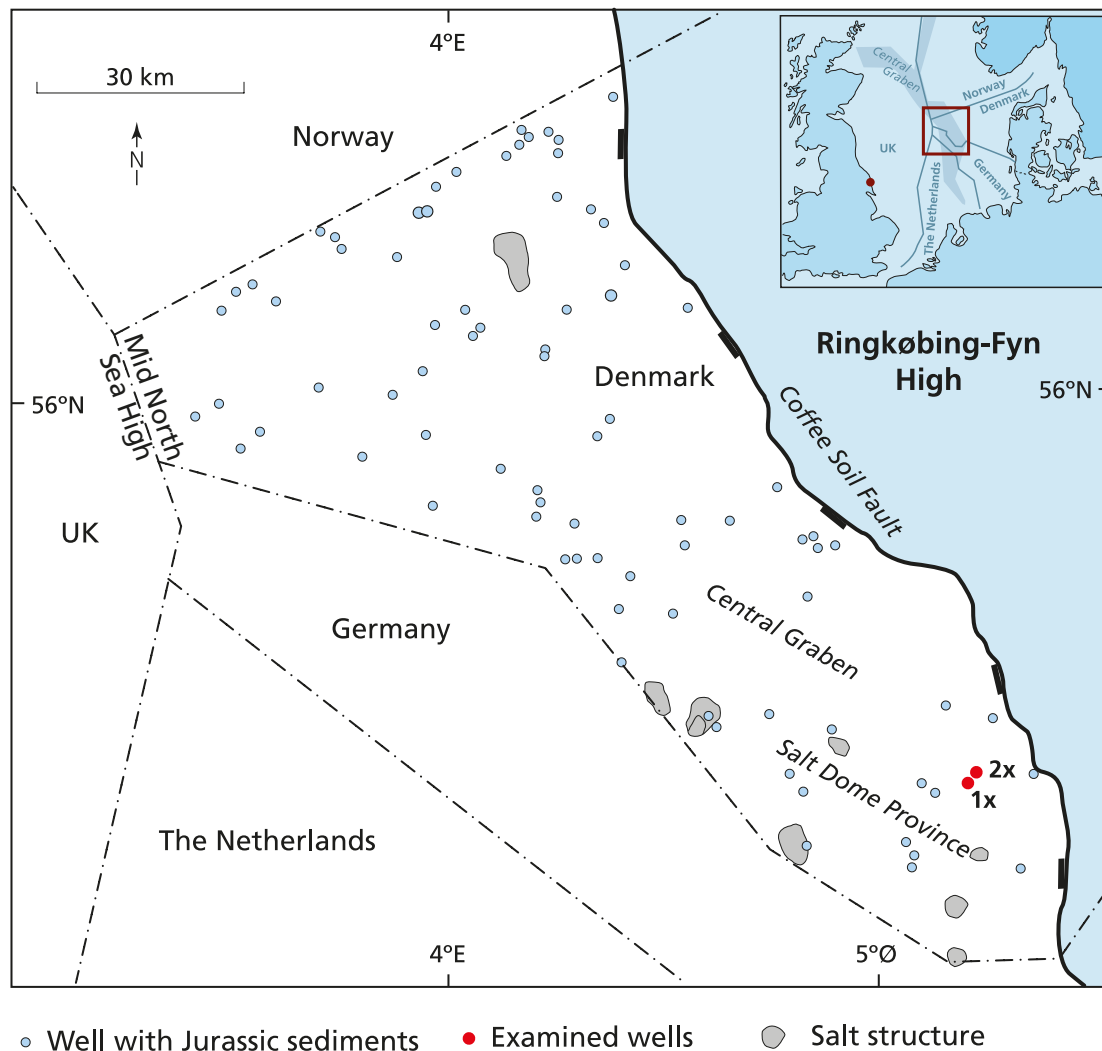 4°E
30 km
N
Norway
Central
Graben
Norway
Denmark
UK
Germany
The Netherlands
Ringkøbing-Fyn
High
Denmark
56°N
56°N
Mid North
Sea High
Coffee Soil Fault
UK
Central Graben
Germany
Salt Dome Province
2x
1x
The Netherlands
4°E
5°Ø
Well with Jurassic sediments
Examined wells
Salt structure